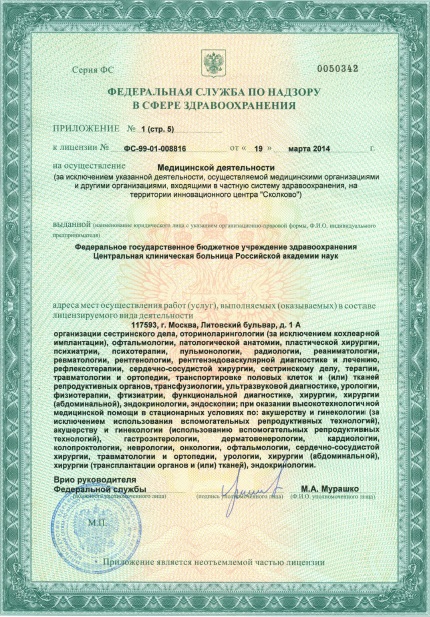 Серия ФС 0050342
ФЕДЕРАЛЬНАЯ СЛУЖБА ПО НАДЗОРУ
В СФЕРЕ ЗДРАВООХРАНЕНИЯ
ПРИЛОЖЕНИЕ № 1 (стр. 5)
к лицензии № ФС-99-01-008816 от « 19 » марта 2014 г.
на осуществление Медицинской деятельности
(за исключением указанной деятельности, осуществляемой медицинскими организациями
и другими организациями, входящими в частную систему здравоохранения, на
территории инновационного центра "Сколково")
выданной (наименование юридического лица с указанием организационно-правовой формы, Ф.И.О. индивидуального
предпринимателя)
Федеральное государственное бюджетное учреждение здравоохранения
Центральная клиническая больница Российской академии наук
адреса мест осуществления работ (услуг), выполняемых (оказываемых) в составе
лицензируемого вида деятельности
117593, г. Москва, Литовский бульвар, д. 1 А
организации сестринского дела, оториноларингологии (за исключением кохлеарной
имплантации), офтальмологии, патологической анатомии, пластической хирургии,
психиатрии, психотерапии, пульмонологии, радиологии, реаниматологии,
ревматологии, рентгенологии, рентгенэндоваскулярной диагностике и лечению,
рефлексотерапии, сердечно-сосудистой хирургии, сестринскому делу, терапии,
травматологии и ортопедии, транспортировке половых клеток и (или) тканей
репродуктивных органов, трансфузиологии, ультразвуковой диагностике, урологии,
физиотерапии, фтизиатрии, функциональной диагностике, хирургии, хирургии
(абдоминальной), эндокринологии, эндоскопии; при оказании высокотехнологичной
медицинской помощи в стационарных условиях по: акушерству и гинекологии (за
исключением использования вспомогательных репродуктивных технологий),
акушерству и гинекологии (использованию вспомогательных репродуктивных
технологий), гастроэнтерологии, дерматовенерологии, кардиологии,
колопроктологии, неврологии, онкологии, офтальмологии, сердечно-сосудистой
хирургии, травматологии и ортопедии, урологии, хирургии (абдоминальной),
хирургии (трансплантации органов и (или) тканей), эндокринологии.
Врио руководителя
Федеральной службы М.А. Мурашко
(должность уполномоченного лица) (подпись уполномоченного лица) (Ф.И.О. уполномоченного лица)
М.П.
Приложение является неотъемлемой частью лицензии